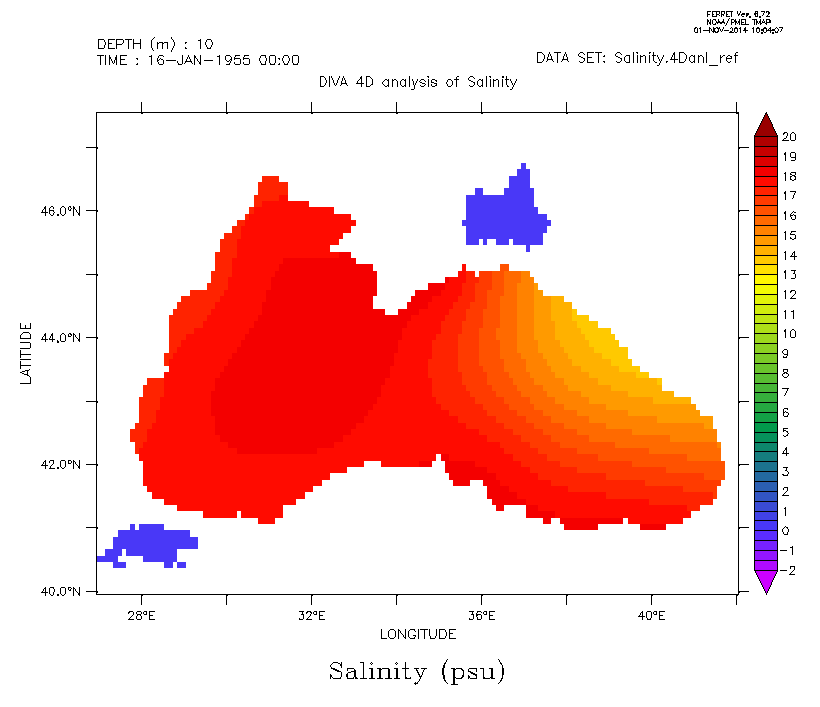 FERRET Ver. 6.72
NOAA/PMEL TMAP
01-NOV-2014 10:04:07
DEPTH (m) : 10
TIME : 16-JAN-1955 00:00
DATA SET: Salinity.4Danl_ref
DIVA 4D analysis of Salinity
20
19
18
17
16
15
14
13
12
11
10
9
8
7
6
5
4
3
2
1
0
-1
-2
46.0°N
44.0°N
42.0°N
40.0°N
LATITUDE
28°E 32°E 36°E 40°E
LONGITUDE
Salinity (psu)